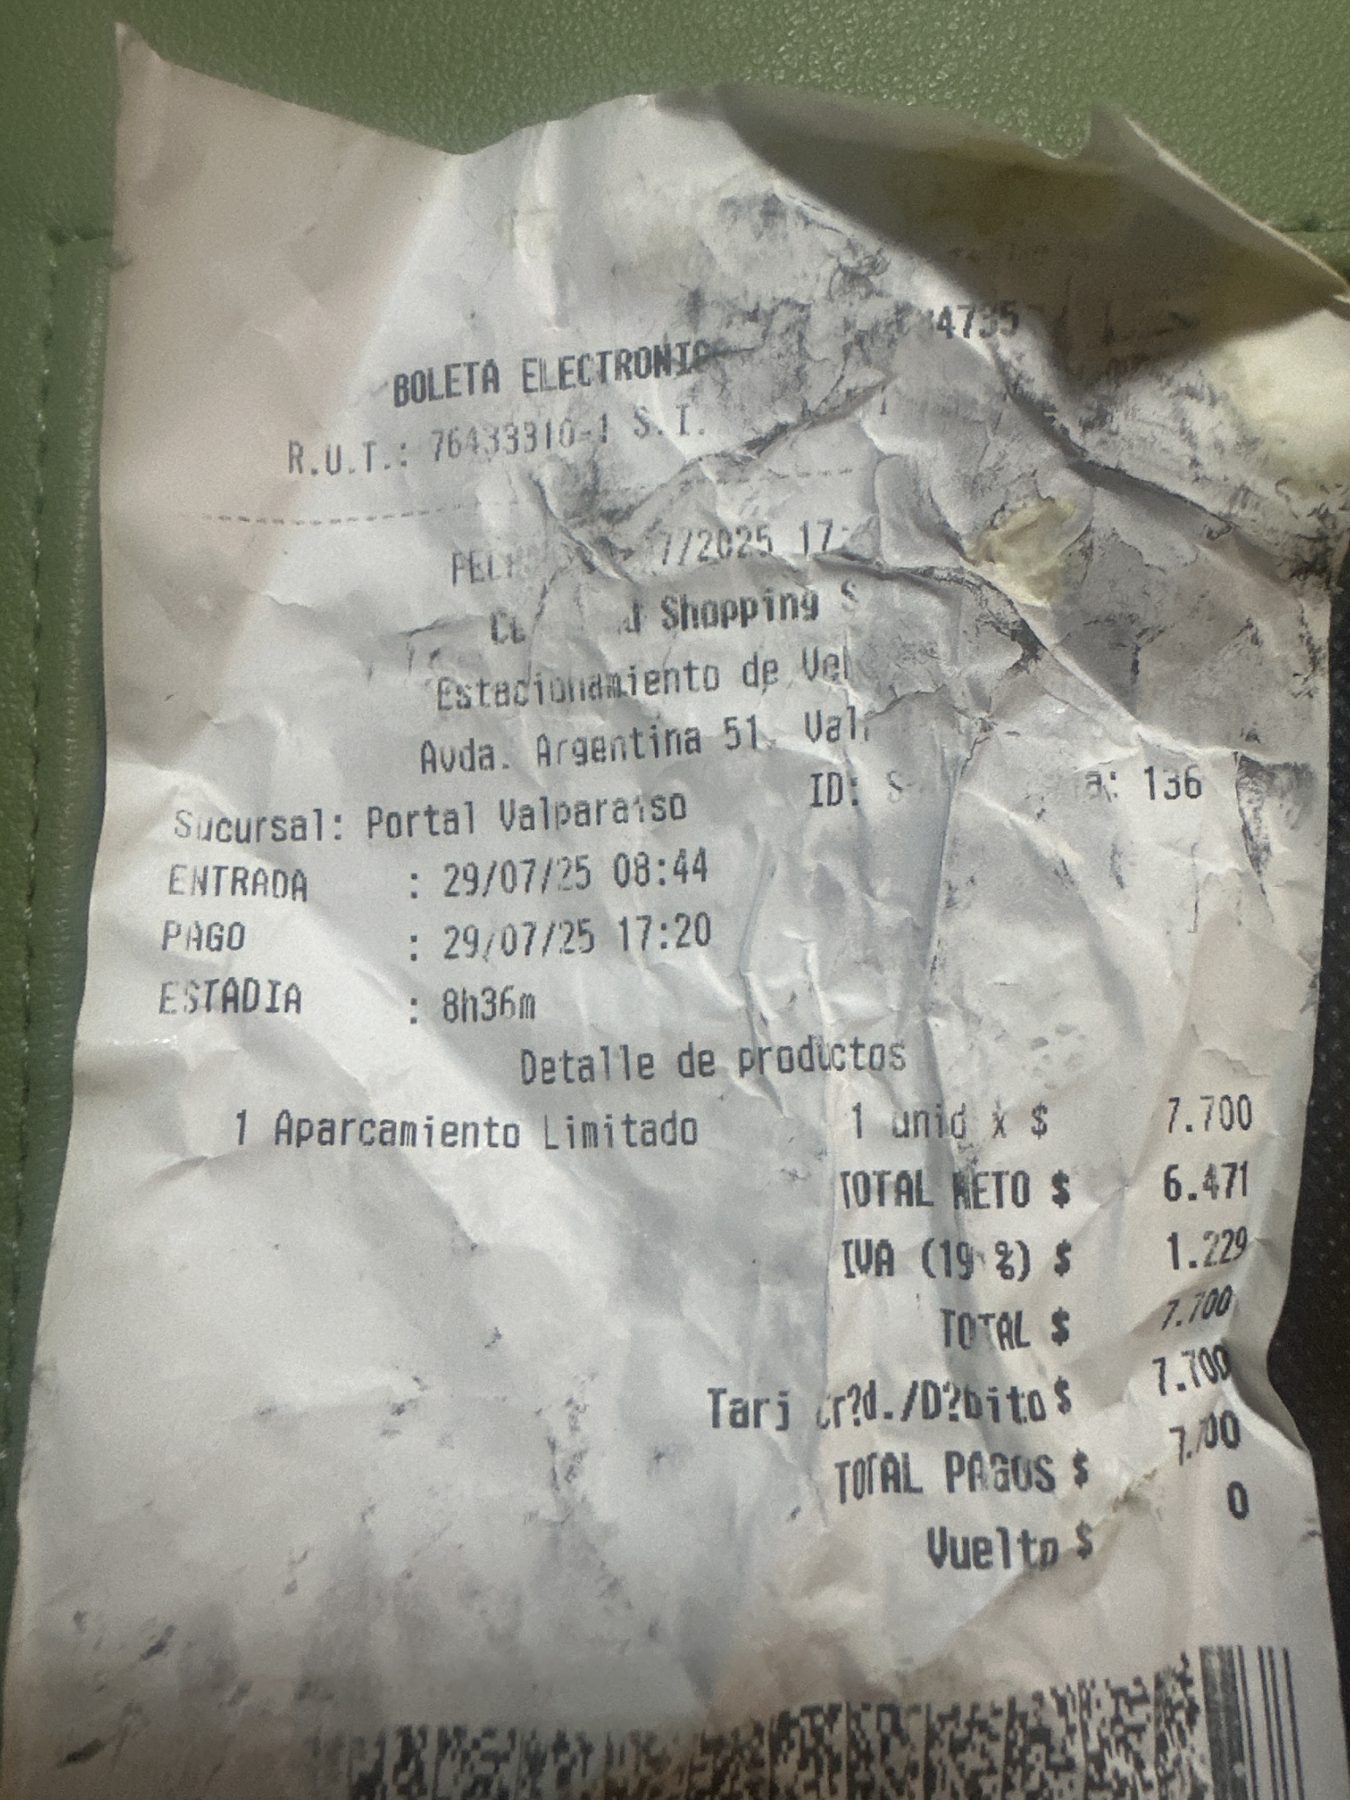 BOLETA
R.U.T.: 76433310-1 S.I.
Shopping
Estacionamiento de
Avda. Argentina 51,
Sucursal: Portal Valparaiso ID: 136
ENTRADA : 29/07/25 08:44
PAGO : 29/07/25 17:20
ESTADIA : 8h36m
Detalle de productos
1 Aparcamiento Limitado 1 unid x $ 7.700
TOTAL NETO $ 6.471
IVA (19 %) $ 1.229
TOTAL $ 7.700
Tarj Cr?d./D?bito $ 7.700
TOTAL PAGOS $ 7.700
Vuelto $ 0